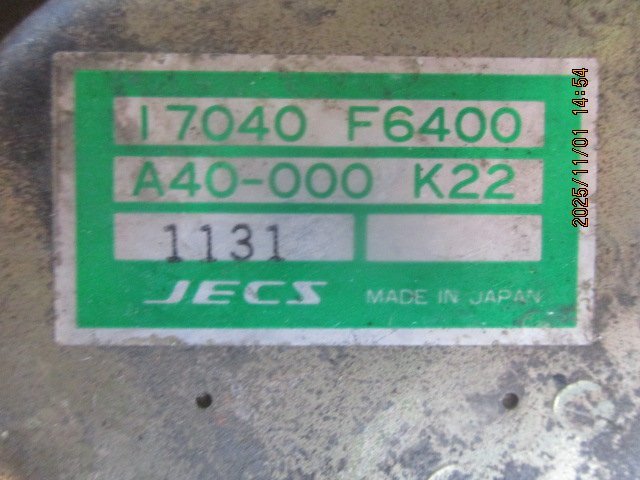 17040 F6400
A40-000 K22
1131
JECS MADE IN JAPAN
2025/11/01 14:54